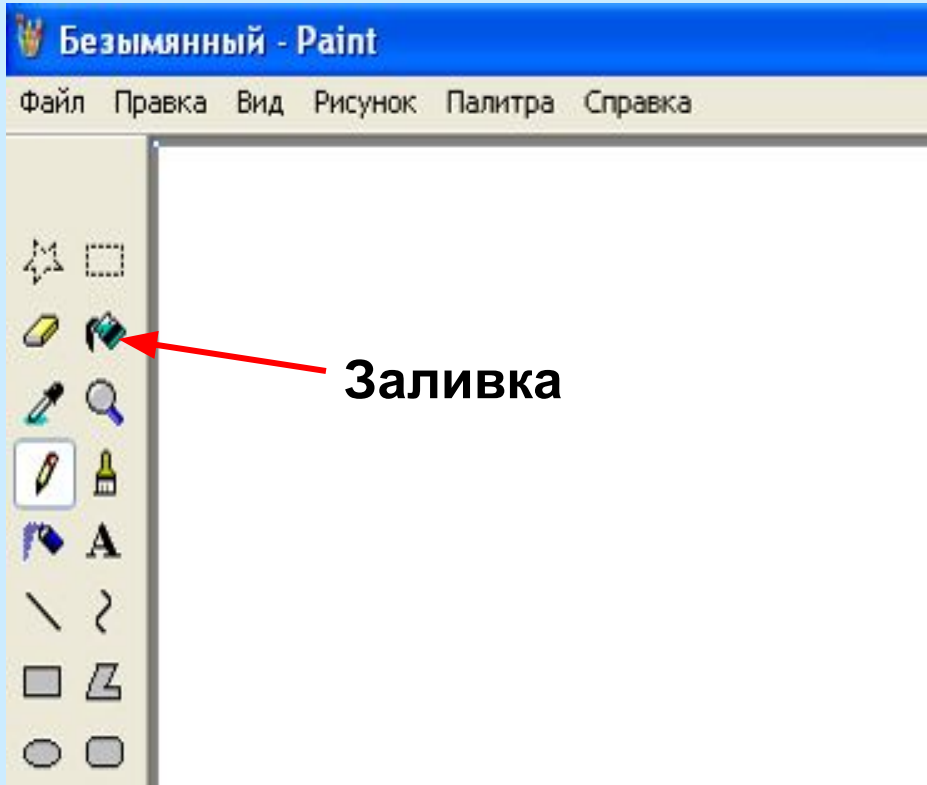 Безымянный - Paint
Файл Правка Вид Рисунок Палитра Справка
Заливка
A